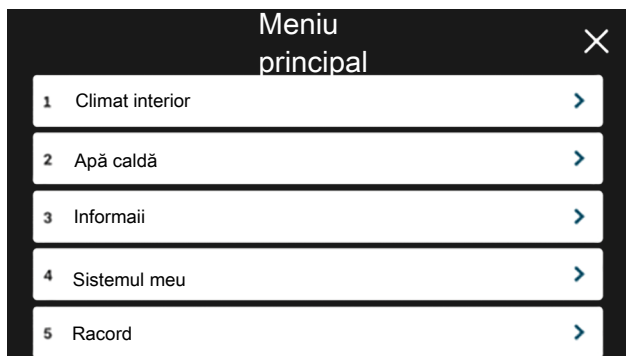 Meniu
principal
1 Climat interior
2 Apă caldă
3 Informaii
4 Sistemul meu
5 Racord